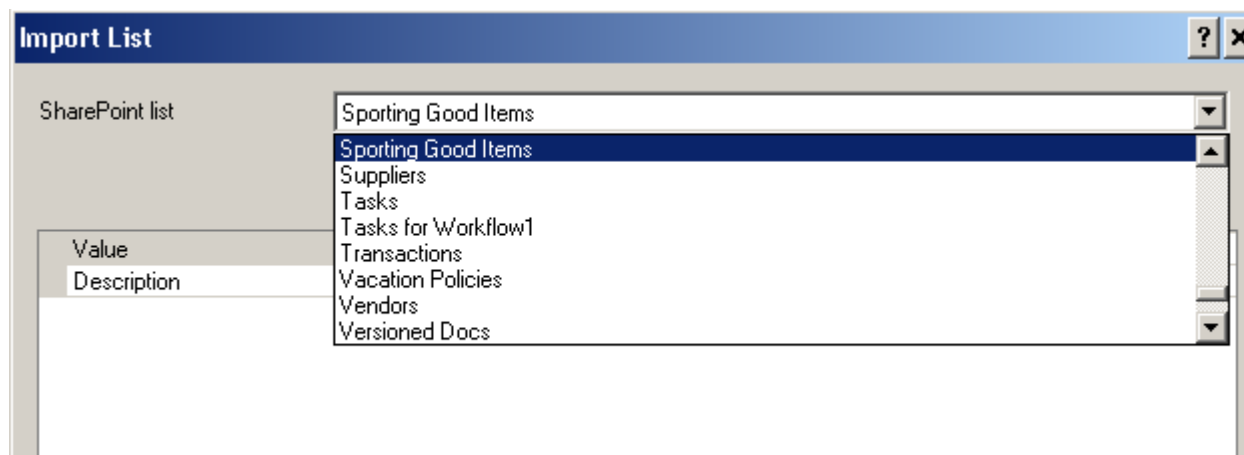 Import List
SharePoint list
Sporting Good Items
Sporting Good Items
Suppliers
Tasks
Tasks for Workflow1
Transactions
Vacation Policies
Vendors
Versioned Docs
Value
Description